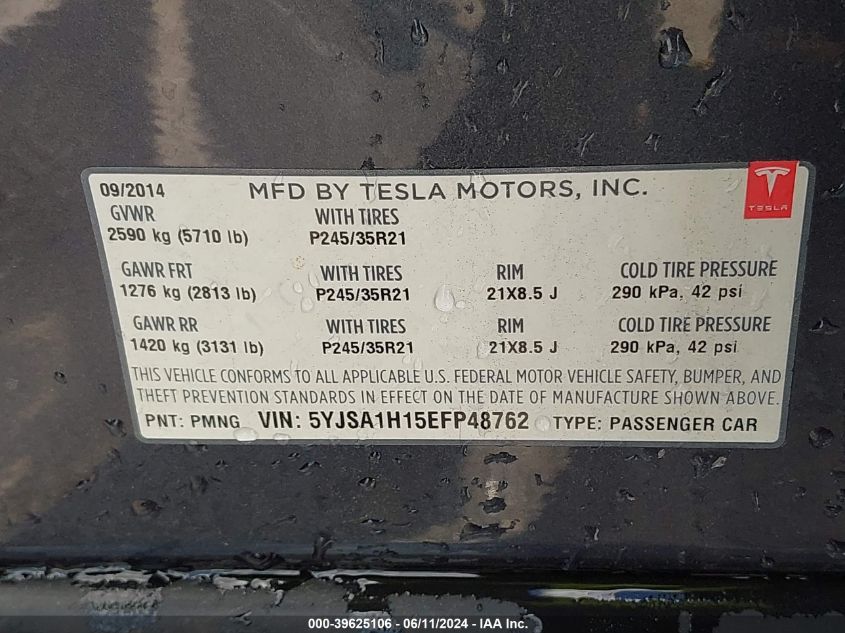 09/2014 MFD BY TESLA MOTORS, INC.
TESLA
GVWR WITH TIRES
2590 kg (5710 lb) P245/35R21
GAWR FRT WITH TIRES RIM COLD TIRE PRESSURE
1276 kg (2813 lb) P245/35R21 21X8.5 J 290 kPa, 42 psi
GAWR RR WITH TIRES RIM COLD TIRE PRESSURE
1420 kg (3131 lb) P245/35R21 21X8.5 J 290 kPa, 42 psi
THIS VEHICLE CONFORMS TO ALL APPLICABLE U.S. FEDERAL MOTOR VEHICLE SAFETY, BUMPER, AND
THEFT PREVENTION STANDARDS IN EFFECT ON THE DATE OF MANUFACTURE SHOWN ABOVE.
PNT: PMNG VIN: 5YJSA1H15EFP48762 TYPE: PASSENGER CAR
000-39625106 - 06/11/2024 - IAA Inc.